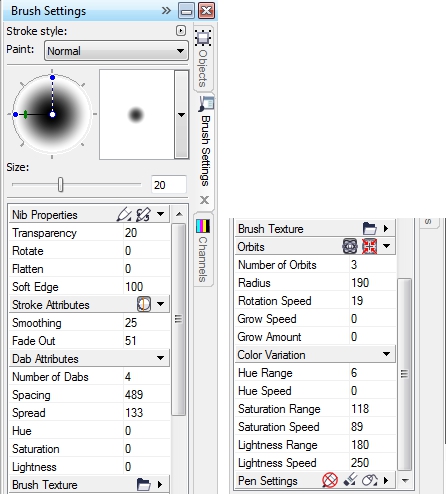 Brush Settings
Stroke style:
Paint: Normal
Size:
20
Nib Properties
Transparency 20
Rotate 0
Flatten 0
Soft Edge 100
Stroke Attributes
Smoothing 25
Fade Out 51
Dab Attributes
Number of Dabs 4
Spacing 489
Spread 133
Hue 0
Saturation 0
Lightness 0
Brush Texture
Objects
Brush Settings
Channels
Brush Texture
Orbits
Number of Orbits 3
Radius 190
Rotation Speed 19
Grow Speed 0
Grow Amount 0
Color Variation
Hue Range 6
Hue Speed 0
Saturation Range 118
Saturation Speed 89
Lightness Range 180
Lightness Speed 250
Pen Settings